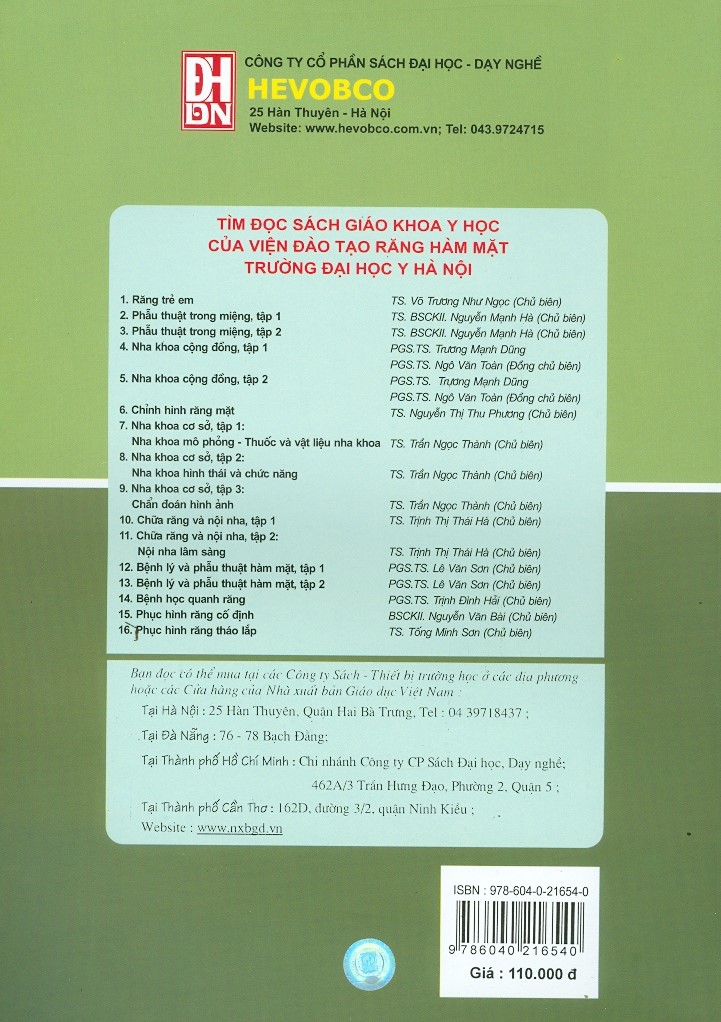 ĐH
DN
CÔNG TY CỔ PHẦN SÁCH ĐẠI HỌC - DẠY NGHỀ
HEVOBCO
25 Hàn Thuyên - Hà Nội
Website: www.hevobco.com.vn; Tel: 043.9724715
TÌM ĐỌC SÁCH GIÁO KHOA Y HỌC
CỦA VIỆN ĐÀO TẠO RĂNG HÀM MẶT
TRƯỜNG ĐẠI HỌC Y HÀ NỘI
1. Răng trẻ em TS. Võ Trương Như Ngọc (Chủ biên)
2. Phẫu thuật trong miệng, tập 1 TS. BSCKII. Nguyễn Mạnh Hà (Chủ biên)
3. Phẫu thuật trong miệng, tập 2 TS. BSCKII. Nguyễn Mạnh Hà (Chủ biên)
4. Nha khoa cộng đồng, tập 1 PGS.TS. Trương Mạnh Dũng
PGS.TS. Ngô Văn Toàn (Đồng chủ biên)
5. Nha khoa cộng đồng, tập 2 PGS.TS. Trương Mạnh Dũng
PGS.TS. Ngô Văn Toàn (Đồng chủ biên)
6. Chỉnh hình răng mặt TS. Nguyễn Thị Thu Phương (Chủ biên)
7. Nha khoa cơ sở, tập 1:
Nha khoa mô phỏng - Thuốc và vật liệu nha khoa TS. Trần Ngọc Thành (Chủ biên)
8. Nha khoa cơ sở, tập 2:
Nha khoa hình thái và chức năng TS. Trần Ngọc Thành (Chủ biên)
9. Nha khoa cơ sở, tập 3:
Chẩn đoán hình ảnh TS. Trần Ngọc Thành (Chủ biên)
10. Chữa răng và nội nha, tập 1 TS. Trịnh Thị Thái Hà (Chủ biên)
11. Chữa răng và nội nha, tập 2:
Nội nha lâm sàng TS. Trịnh Thị Thái Hà (Chủ biên)
12. Bệnh lý và phẫu thuật hàm mặt, tập 1 PGS.TS. Lê Văn Sơn (Chủ biên)
13. Bệnh lý và phẫu thuật hàm mặt, tập 2 PGS.TS. Lê Văn Sơn (Chủ biên)
14. Bệnh học quanh răng PGS.TS. Trịnh Đình Hải (Chủ biên)
15. Phục hình răng cố định BSCKII. Nguyễn Văn Bài (Chủ biên)
16. Phục hình răng tháo lắp TS. Tống Minh Sơn (Chủ biên)
Bạn đọc có thể mua tại các Công ty Sách - Thiết bị trường học ở các địa phương
hoặc các Cửa hàng của Nhà xuất bản Giáo dục Việt Nam :
Tại Hà Nội : 25 Hàn Thuyên, Quận Hai Bà Trưng, Tel : 04 39718437 ;
Tại Đà Nẵng : 76 - 78 Bạch Đằng;
Tại Thành phố Hồ Chí Minh : Chi nhánh Công ty CP Sách Đại học, Dạy nghề;
462A/3 Trần Hưng Đạo, Phường 2, Quận 5 ;
Tại Thành phố Cần Thơ : 162D, đường 3/2, quận Ninh Kiều ;
Website : www.nxbgd.vn
ISBN : 978-604-0-21654-0
9 786040 216540
Giá : 110.000 đ